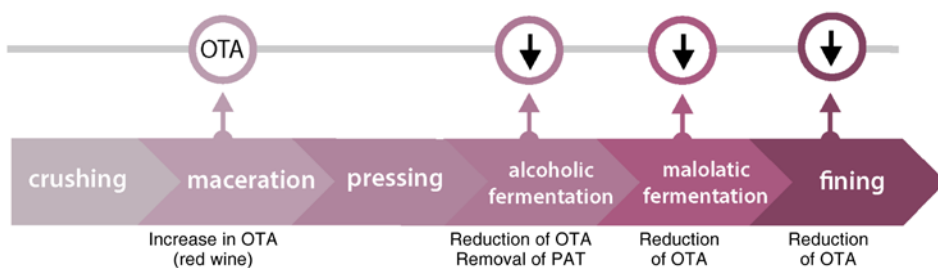 OTA
crushing
maceration
pressing
alcoholic
fermentation
malolatic
fermentation
fining
Increase in OTA
(red wine)
Reduction of OTA
Removal of PAT
Reduction
of OTA
Reduction
of OTA